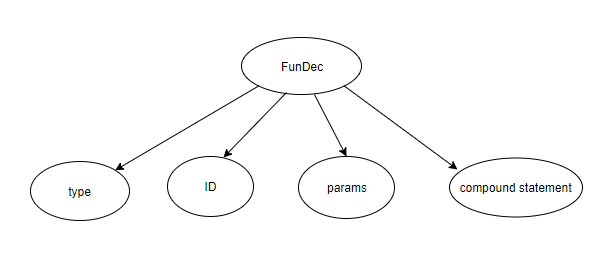 FunDec
type
ID
params
compound statement